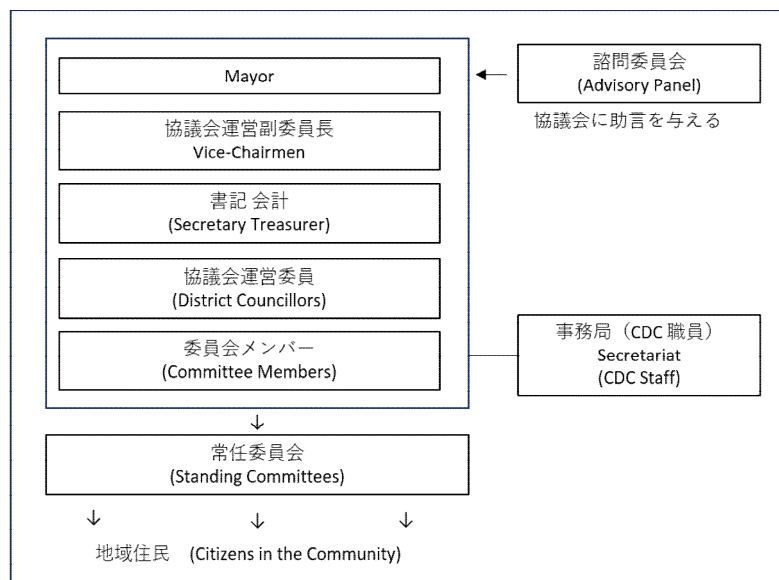 Mayor
協議会運営副委員長
Vice-Chairmen
書記 会計
(Secretary Treasurer)
協議会運営委員
(District Councillors)
委員会メンバー
(Committee Members)
諮問委員会
(Advisory Panel)
協議会に助言を与える
事務局（CDC 職員）
Secretariat
(CDC Staff)
常任委員会
(Standing Committees)
地域住民 (Citizens in the Community)